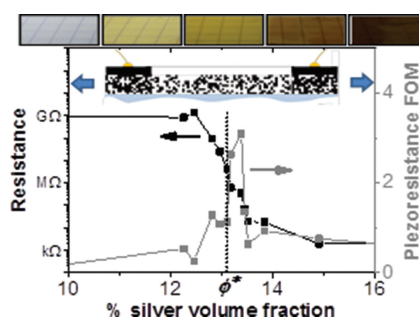 4
GΩ
MΩ
kΩ
2
0
Resistance
Piezoresistance FOM
10
12
ϕ*
14
16
% silver volume fraction